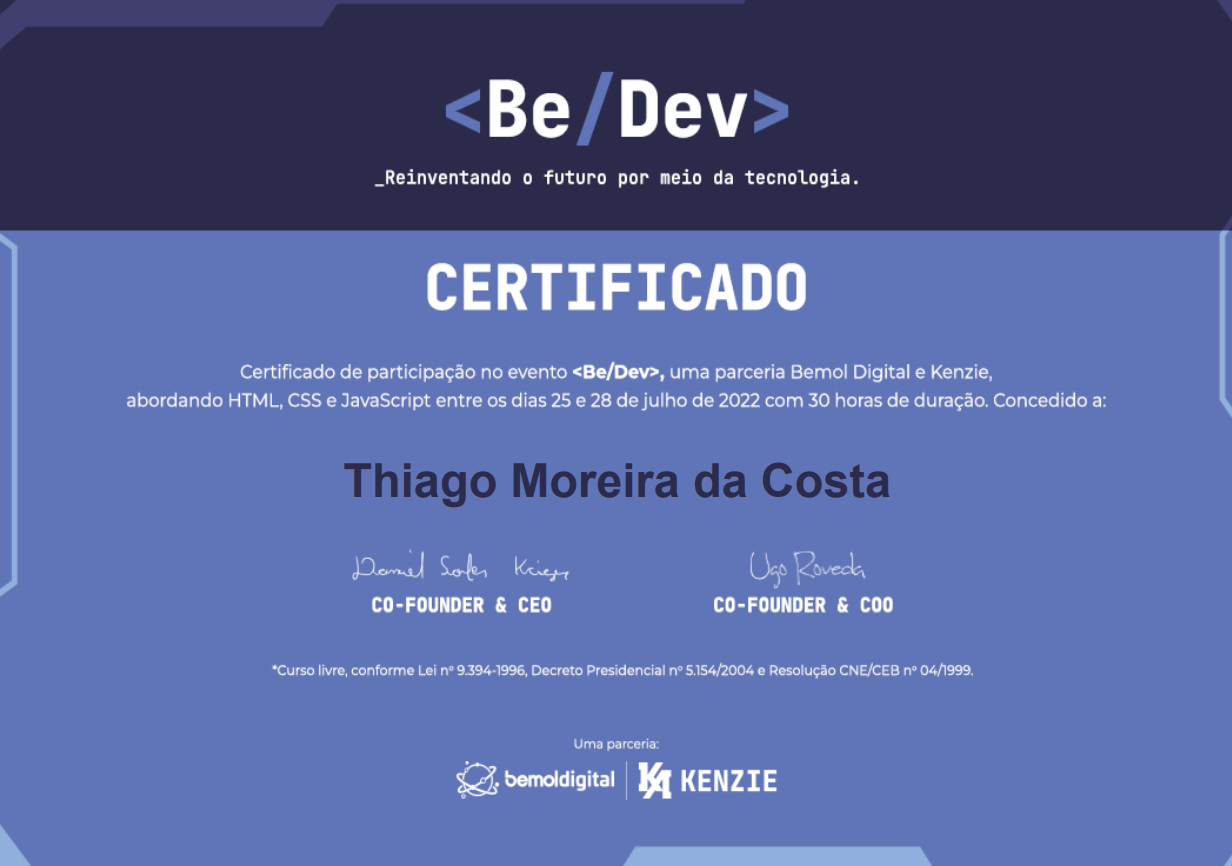 <Be/Dev>
_Reinventando o futuro por meio da tecnologia.
CERTIFICADO
Certificado de participação no evento <Be/Dev>, uma parceria Bemol Digital e Kenzie,
abordando HTML, CSS e JavaScript entre os dias 25 e 28 de julho de 2022 com 30 horas de duração. Concedido a:
Thiago Moreira da Costa
Ugo Roveda
CO-FOUNDER & CEO CO-FOUNDER & COO
*Curso livre, conforme Lei nº 9.394-1996, Decreto Presidencial nº 5.154/2004 e Resolução CNE/CEB nº 04/1999.
Uma parceria:
bemoldigital KA KENZIE